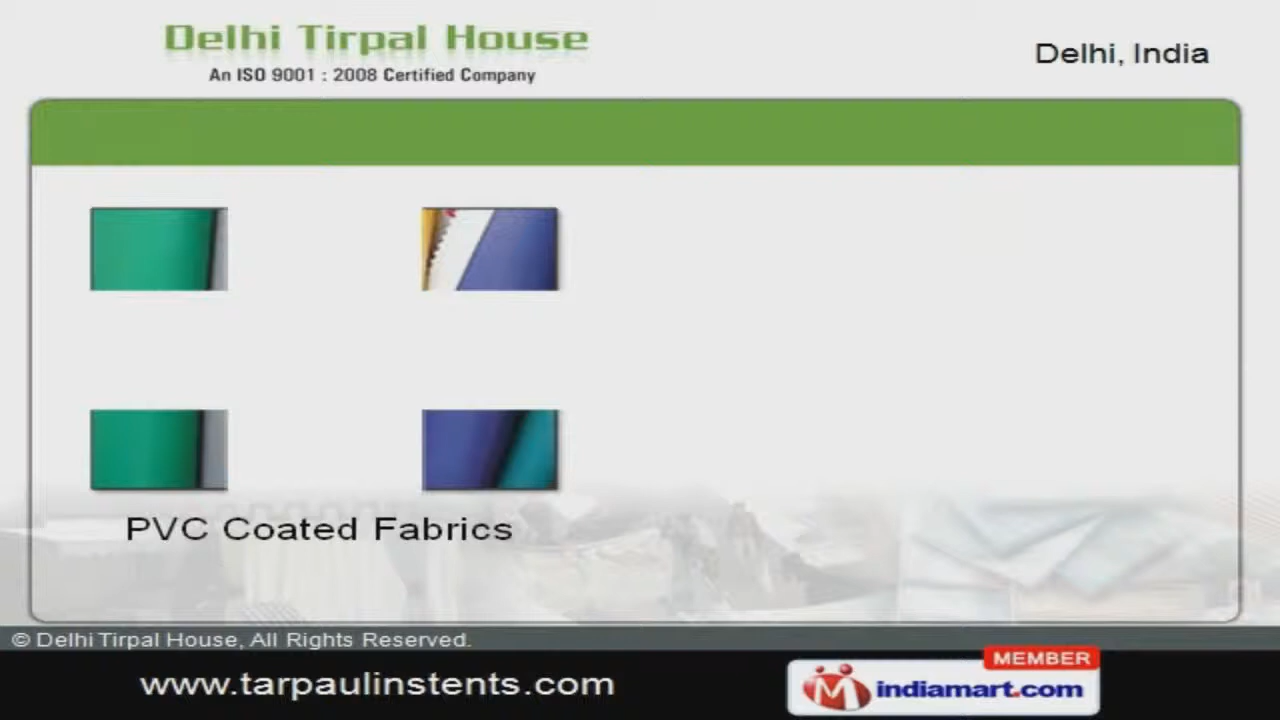 Delhi Tirpal House
An ISO 9001 : 2008 Certified Company
Delhi, India
PVC Coated Fabrics
© Delhi Tirpal House, All Rights Reserved.
www.tarpaulinstents.com
MEMBER
indiamart.com